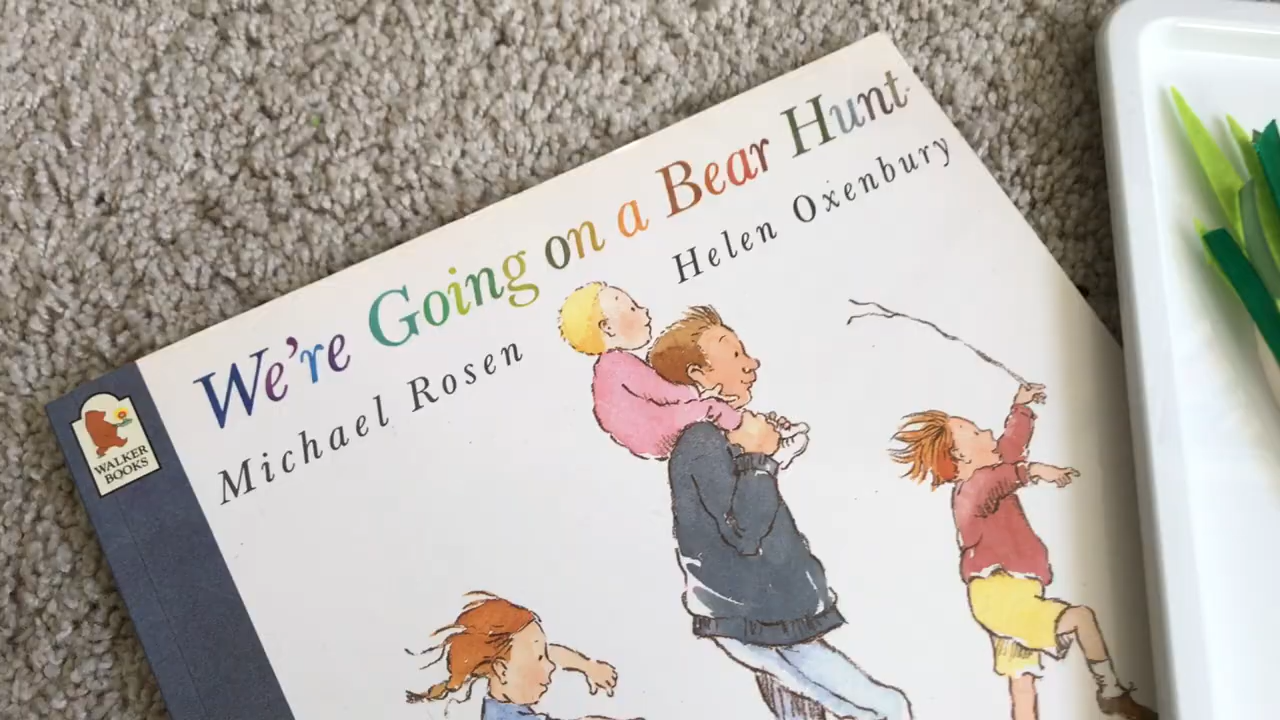 We're Going on a Bear Hunt
Michael Rosen Helen Oxenbury
WALKER
BOOKS